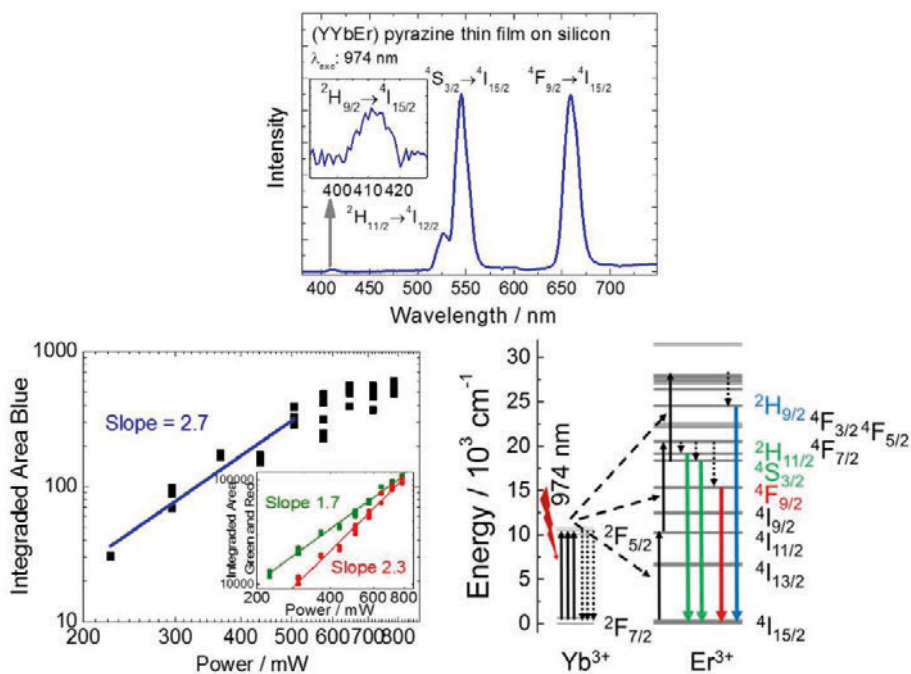 (YYbEr) pyrazine thin film on silicon
λexc: 974 nm
⁴S₃/₂→⁴I₁₅/₂
⁴F₉/₂→⁴I₁₅/₂
²H₉/₂→⁴I₁₅/₂
400 410 420
²H₁₁/₂→⁴I₁₂/₂
Intensity
400 450 500 550 600 650 700
Wavelength / nm
1000
100
10
Integraded Area Blue
Slope = 2.7
200 300 400 500 600 700 800
Power / mW
100000
10000
Integraded Area
Green and Red
Slope 1.7
Slope 2.3
200 400 600 800
Power / mW
30
25
20
15
10
5
0
Energy / 10³ cm⁻¹
974 nm
²F₅/₂
²F₇/₂
Yb³⁺
²H₉/₂
⁴F₃/₂ ⁴F₅/₂
⁴F₇/₂
²H₁₁/₂
⁴S₃/₂
⁴F₉/₂
⁴I₉/₂
⁴I₁₁/₂
⁴I₁₃/₂
⁴I₁₅/₂
Er³⁺